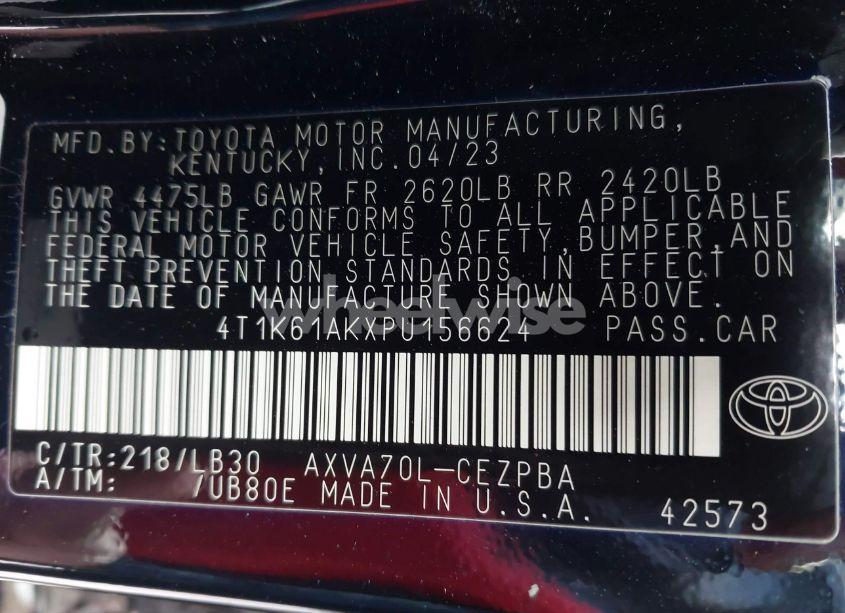 MFD.BY:TOYOTA MOTOR MANUFACTURING,
KENTUCKY,INC.04/23
GVWR 4475LB GAWR FR 2620LB RR 2420LB
THIS VEHICLE CONFORMS TO ALL APPLICABLE
FEDERAL MOTOR VEHICLE SAFETY,BUMPER,AND
THEFT PREVENTION STANDARDS IN EFFECT ON
THE DATE OF MANUFACTURE SHOWN ABOVE.
wheelwise
4T1K61AKXPU156624 PASS.CAR
C/TR:218/LB30 AXVA70L-CEZPBA
A/TM: /UB80E MADE IN U.S.A. 42573